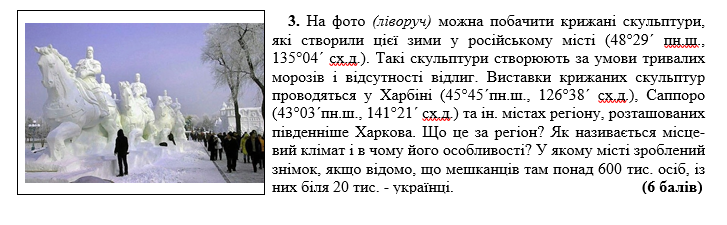 3. На фото (ліворуч) можна побачити крижані скульптури,
які створили цієї зими у російському місті (48°29´ пн.ш.,
135°04´ сх.д.). Такі скульптури створюють за умови тривалих
морозів і відсутності відлиг. Виставки крижаних скульптур
проводяться у Харбіні (45°45´пн.ш., 126°38´ сх.д.), Саппоро
(43°03´пн.ш., 141°21´ сх.д.) та ін. містах регіону, розташованих
південніше Харкова. Що це за регіон? Як називається місце-
вий клімат і в чому його особливості? У якому місті зроблений
знімок, якщо відомо, що мешканців там понад 600 тис. осіб, із
них біля 20 тис. - українці. (6 балів)